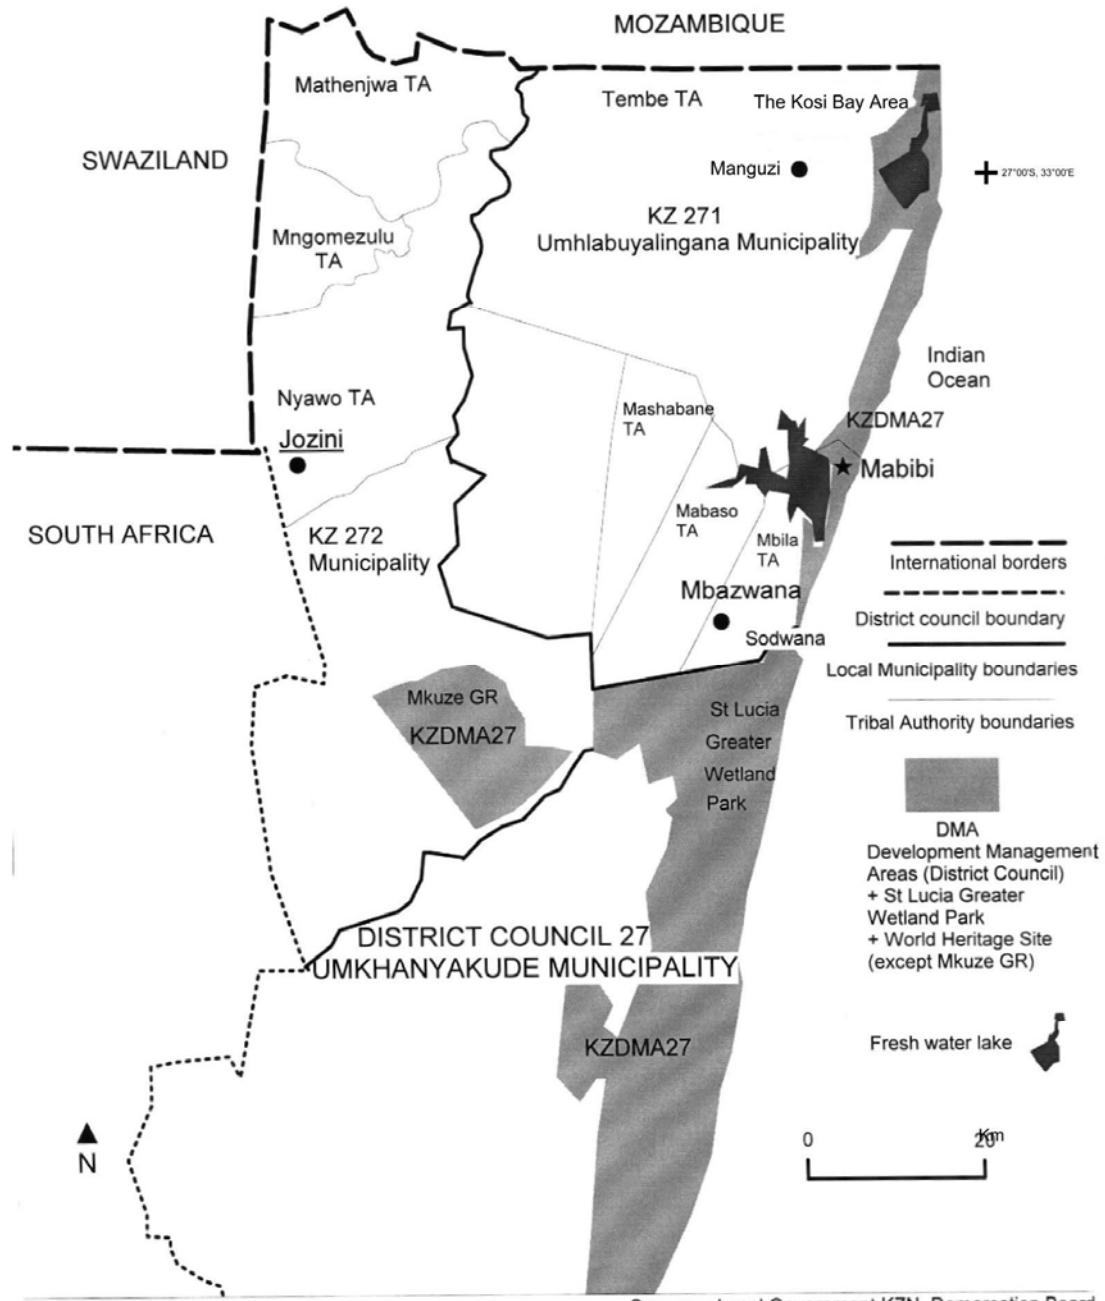 MOZAMBIQUE
Mathenjwa TA
Tembe TA
The Kosi Bay Area
SWAZILAND
Manguzi
27°00'S, 33°00'E
KZ 271
Umhlabuyalingana Municipality
Mngomezulu
TA
Indian
Ocean
Nyawo TA
Mashabane
TA
KZDMA27
Jozini
Mabibi
SOUTH AFRICA
KZ 272
Municipality
Mabaso
TA
Mbila
TA
International borders
Mbazwana
District council boundary
Sodwana
Local Municipality boundaries
Mkuze GR
KZDMA27
St Lucia
Greater
Wetland
Park
Tribal Authority boundaries
DMA
Development Management
Areas (District Council)
+ St Lucia Greater
Wetland Park
+ World Heritage Site
(except Mkuze GR)
DISTRICT COUNCIL 27
UMKHANYAKUDE MUNICIPALITY
KZDMA27
Fresh water lake
N
0
20
Km